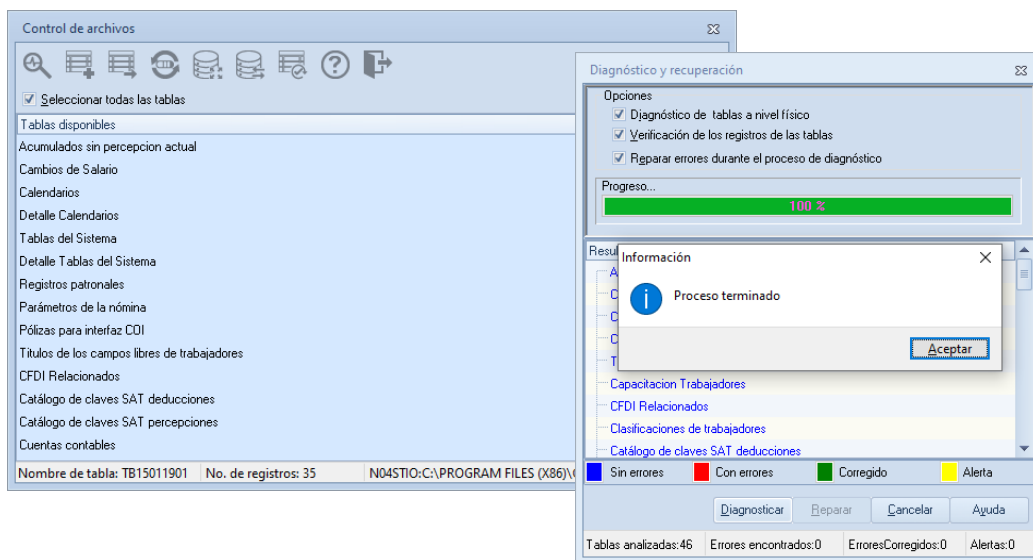 Control de archivos
Seleccionar todas las tablas
Tablas disponibles
Acumulados sin percepcion actual
Cambios de Salario
Calendarios
Detalle Calendarios
Tablas del Sistema
Detalle Tablas del Sistema
Registros patronales
Parámetros de la nómina
Pólizas para interfaz COI
Titulos de los campos libres de trabajadores
CFDI Relacionados
Catálogo de claves SAT deducciones
Catálogo de claves SAT percepciones
Cuentas contables
Nombre de tabla: TB15011901 No. de registros: 35 N04STIO:C:\PROGRAM FILES (X86)\
Diagnóstico y recuperación
Opciones
Diagnóstico de tablas a nivel físico
Verificación de los registros de las tablas
Reparar errores durante el proceso de diagnóstico
Progreso...
100 %
Información
Proceso terminado
Aceptar
Capacitacion Trabajadores
CFDI Relacionados
Clasificaciones de trabajadores
Catálogo de claves SAT deducciones
Sin errores Con errores Corregido Alerta
Diagnosticar Reparar Cancelar Ayuda
Tablas analizadas:46 Errores encontrados:0 ErroresCorregidos:0 Alertas:0